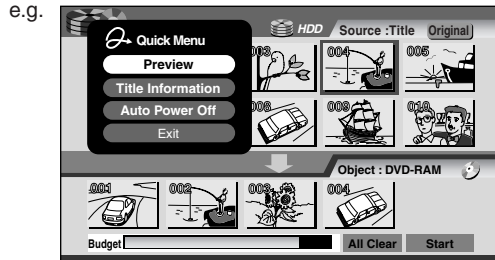 e.g.
HDD Source :Title Original
Quick Menu
Preview
Title Information
Auto Power Off
Exit
003 004 005
008 009 010
Object : DVD-RAM
001 002 003 004
Budget All Clear Start